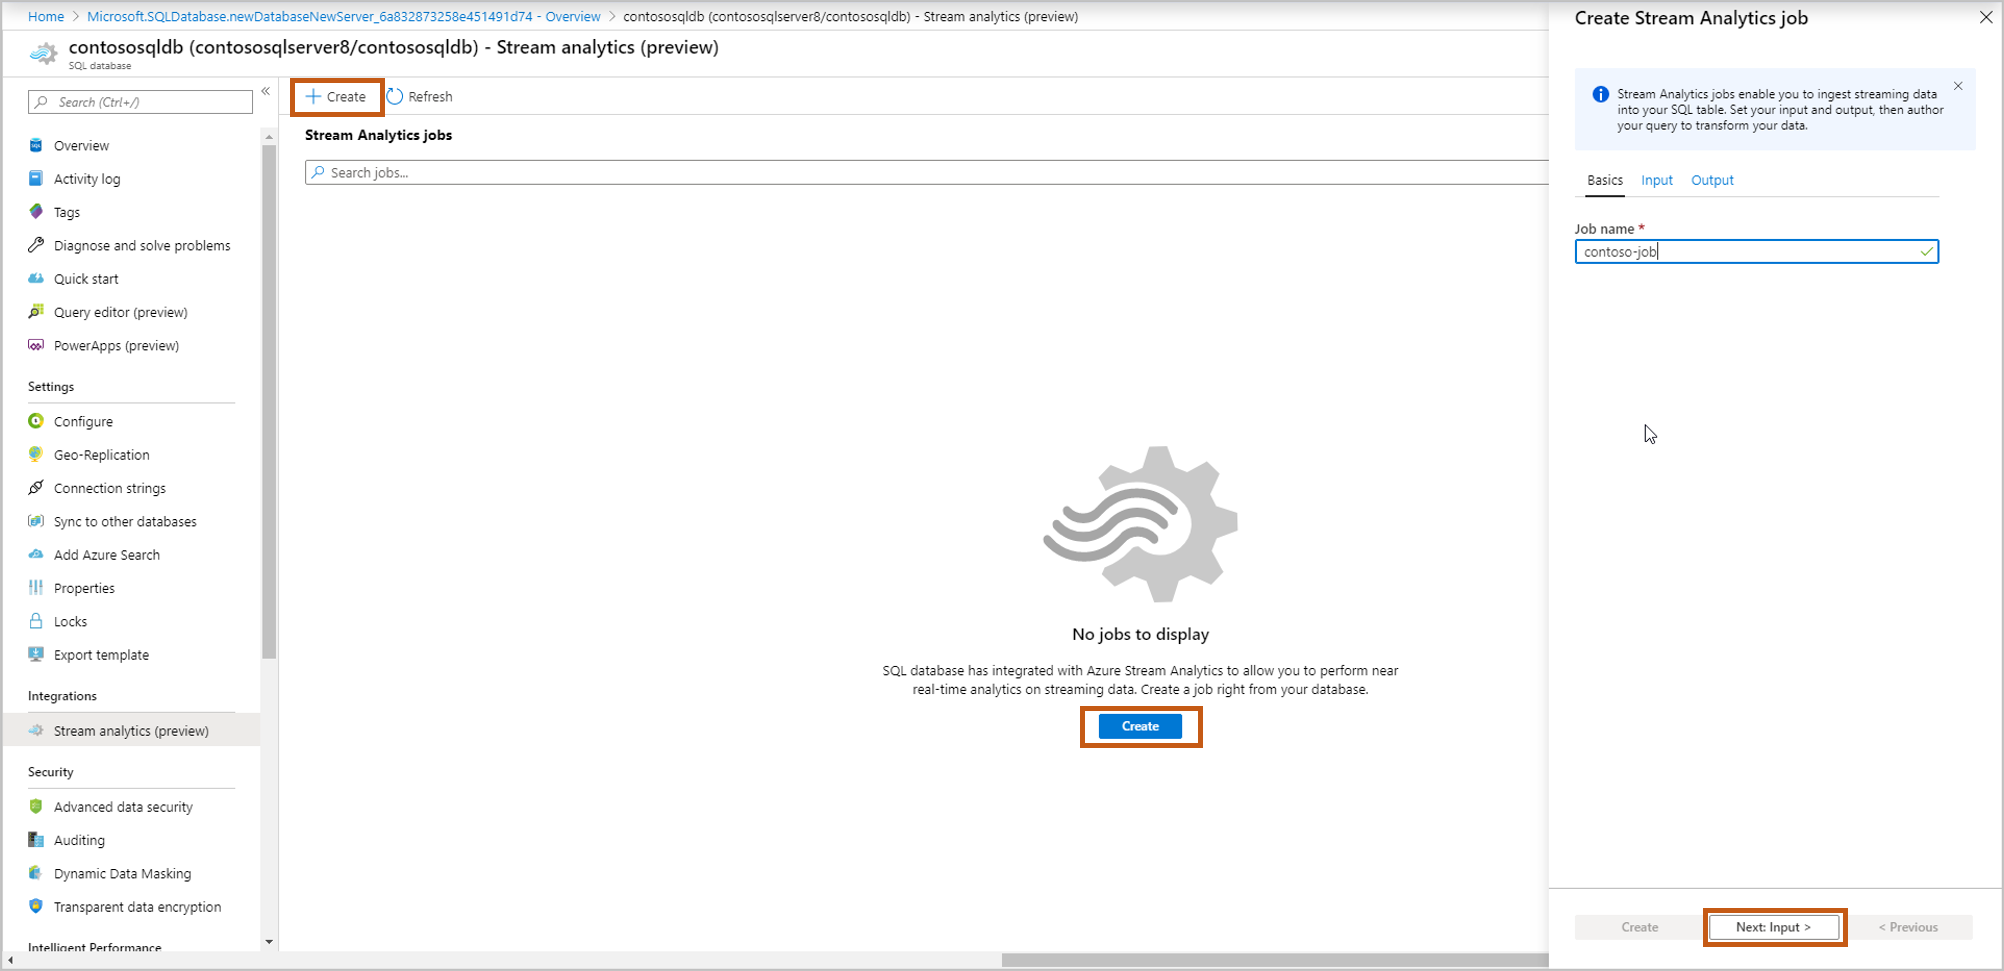 Home > Microsoft.SQLDatabase.newDatabaseNewServer_6a832873258e451491d74 - Overview > contososqldb (contososqlserver8/contososqldb) - Stream analytics (preview)
contososqldb (contososqlserver8/contososqldb) - Stream analytics (preview)
SQL database
Search (Ctrl+/)
«
Overview
Activity log
Tags
Diagnose and solve problems
Quick start
Query editor (preview)
PowerApps (preview)
Settings
Configure
Geo-Replication
Connection strings
Sync to other databases
Add Azure Search
Properties
Locks
Export template
Integrations
Stream analytics (preview)
Security
Advanced data security
Auditing
Dynamic Data Masking
Transparent data encryption
Intelligent Performance
+ Create
Refresh
Stream Analytics jobs
Search jobs...
No jobs to display
SQL database has integrated with Azure Stream Analytics to allow you to perform near
real-time analytics on streaming data. Create a job right from your database.
Create
Create Stream Analytics job
Stream Analytics jobs enable you to ingest streaming data
into your SQL table. Set your input and output, then author
your query to transform your data.
Basics Input Output
Job name *
contoso-job
Create
Next: Input >
< Previous